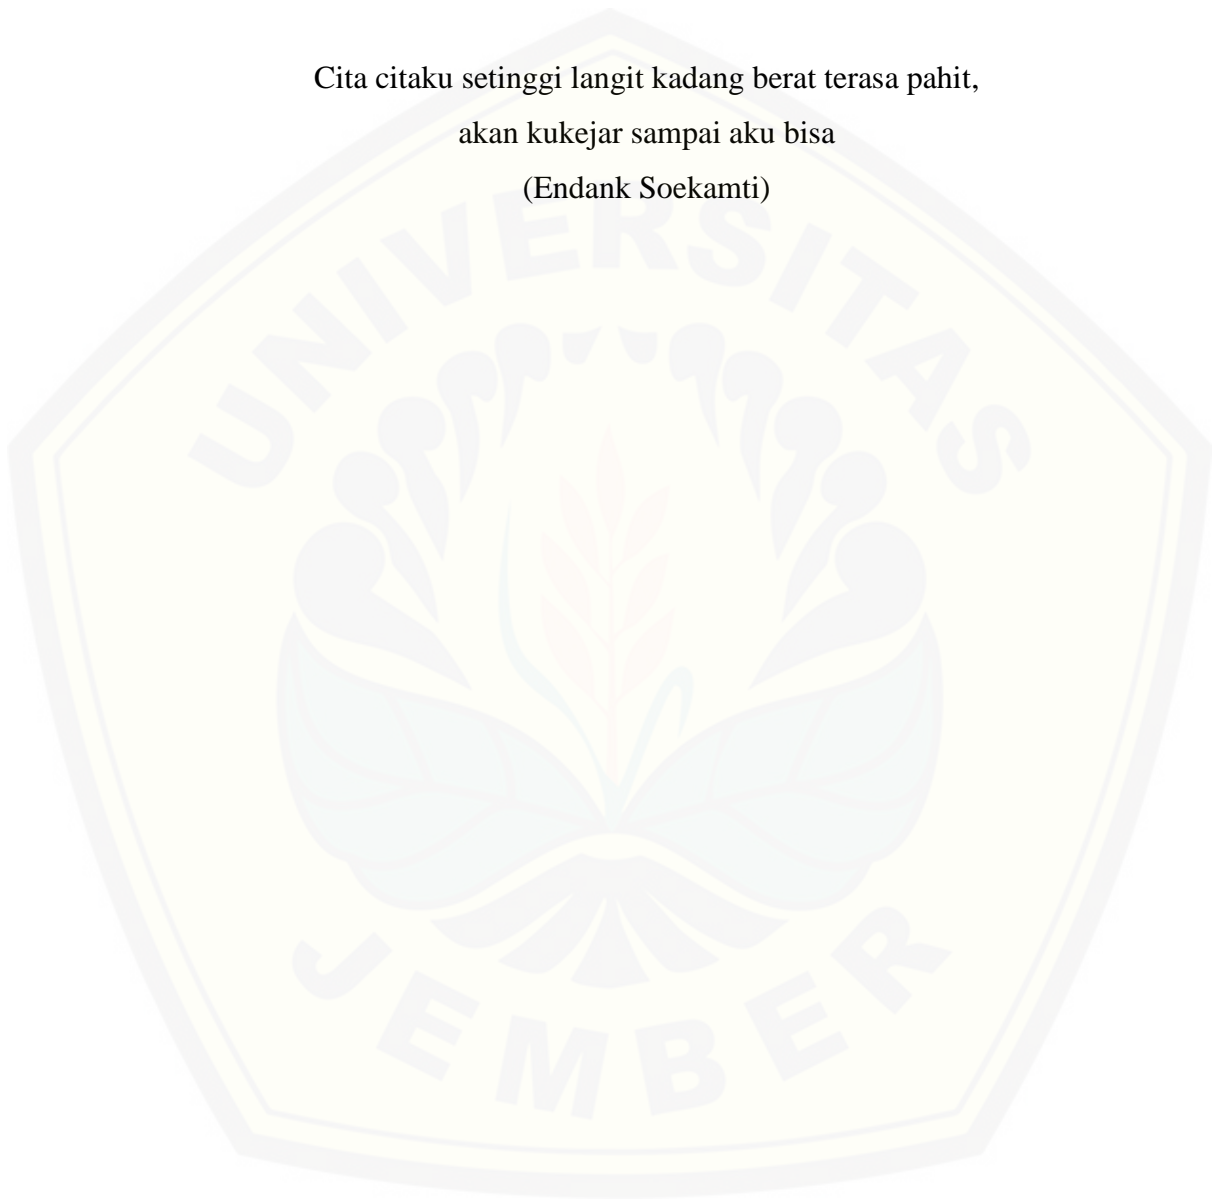 Cita citaku setinggi langit kadang berat terasa pahit,
akan kukejar sampai aku bisa
(Endank Soekamti)
UNIVERSITAS
JEMBER